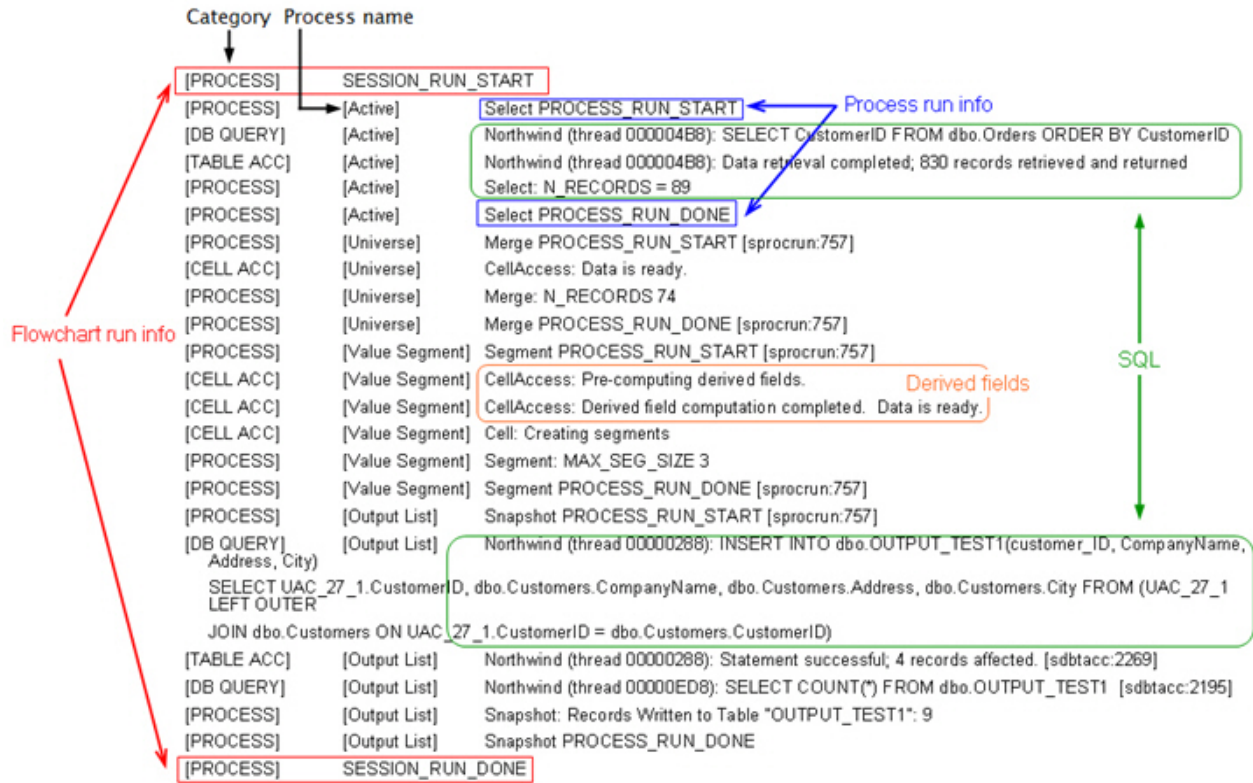 Category Process name
[PROCESS] SESSION_RUN_START
[PROCESS] [Active] Select PROCESS_RUN_START Process run info
[DB QUERY] [Active] Northwind (thread 000004B8): SELECT CustomerID FROM dbo.Orders ORDER BY CustomerID
[TABLE ACC] [Active] Northwind (thread 000004B8): Data retrieval completed; 830 records retrieved and returned
[PROCESS] [Active] Select: N_RECORDS = 89
[PROCESS] [Active] Select PROCESS_RUN_DONE
[PROCESS] [Universe] Merge PROCESS_RUN_START [sprocrun:757]
[CELL ACC] [Universe] CellAccess: Data is ready.
[PROCESS] [Universe] Merge: N_RECORDS 74
[PROCESS] [Universe] Merge PROCESS_RUN_DONE [sprocrun:757]
Flowchart run info
[PROCESS] [Value Segment] Segment PROCESS_RUN_START [sprocrun:757]
SQL
[CELL ACC] [Value Segment] CellAccess: Pre-computing derived fields. Derived fields
[CELL ACC] [Value Segment] CellAccess: Derived field computation completed. Data is ready.
[CELL ACC] [Value Segment] Cell: Creating segments
[PROCESS] [Value Segment] Segment: MAX_SEG_SIZE 3
[PROCESS] [Value Segment] Segment PROCESS_RUN_DONE [sprocrun:757]
[PROCESS] [Output List] Snapshot PROCESS_RUN_START [sprocrun:757]
[DB QUERY] [Output List] Northwind (thread 00000288): INSERT INTO dbo.OUTPUT_TEST1(customer_ID, CompanyName,
Address, City)
SELECT UAC_27_1.CustomerID, dbo.Customers.CompanyName, dbo.Customers.Address, dbo.Customers.City FROM (UAC_27_1
LEFT OUTER
JOIN dbo.Customers ON UAC_27_1.CustomerID = dbo.Customers.CustomerID)
[TABLE ACC] [Output List] Northwind (thread 00000288): Statement successful; 4 records affected. [sdbtacc:2269]
[DB QUERY] [Output List] Northwind (thread 00000ED8): SELECT COUNT(*) FROM dbo.OUTPUT_TEST1 [sdbtacc:2195]
[PROCESS] [Output List] Snapshot: Records Written to Table "OUTPUT_TEST1": 9
[PROCESS] [Output List] Snapshot PROCESS_RUN_DONE
[PROCESS] SESSION_RUN_DONE